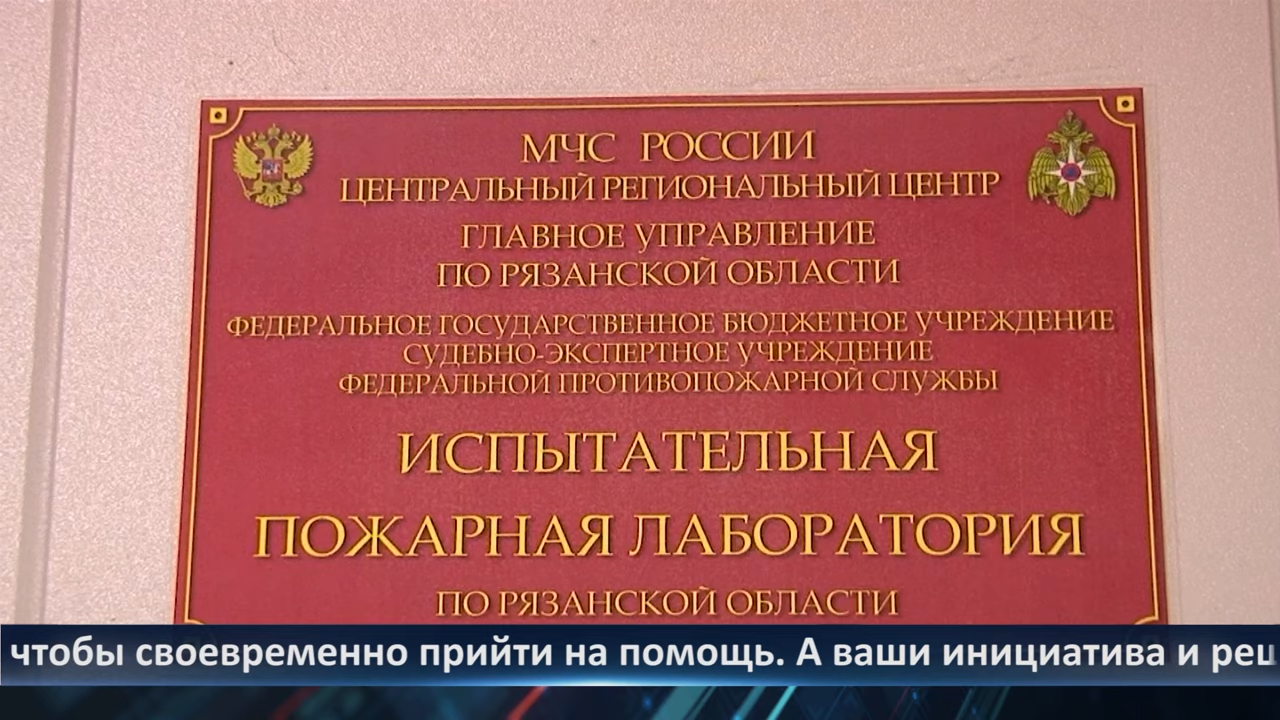 МЧС РОССИИ
ЦЕНТРАЛЬНЫЙ РЕГИОНАЛЬНЫЙ ЦЕНТР
ГЛАВНОЕ УПРАВЛЕНИЕ
ПО РЯЗАНСКОЙ ОБЛАСТИ
ФЕДЕРАЛЬНОЕ ГОСУДАРСТВЕННОЕ БЮДЖЕТНОЕ УЧРЕЖДЕНИЕ
СУДЕБНО-ЭКСПЕРТНОЕ УЧРЕЖДЕНИЕ
ФЕДЕРАЛЬНОЙ ПРОТИВОПОЖАРНОЙ СЛУЖБЫ
ИСПЫТАТЕЛЬНАЯ
ПОЖАРНАЯ ЛАБОРАТОРИЯ
ПО РЯЗАНСКОЙ ОБЛАСТИ
чтобы своевременно прийти на помощь. А ваши инициатива и